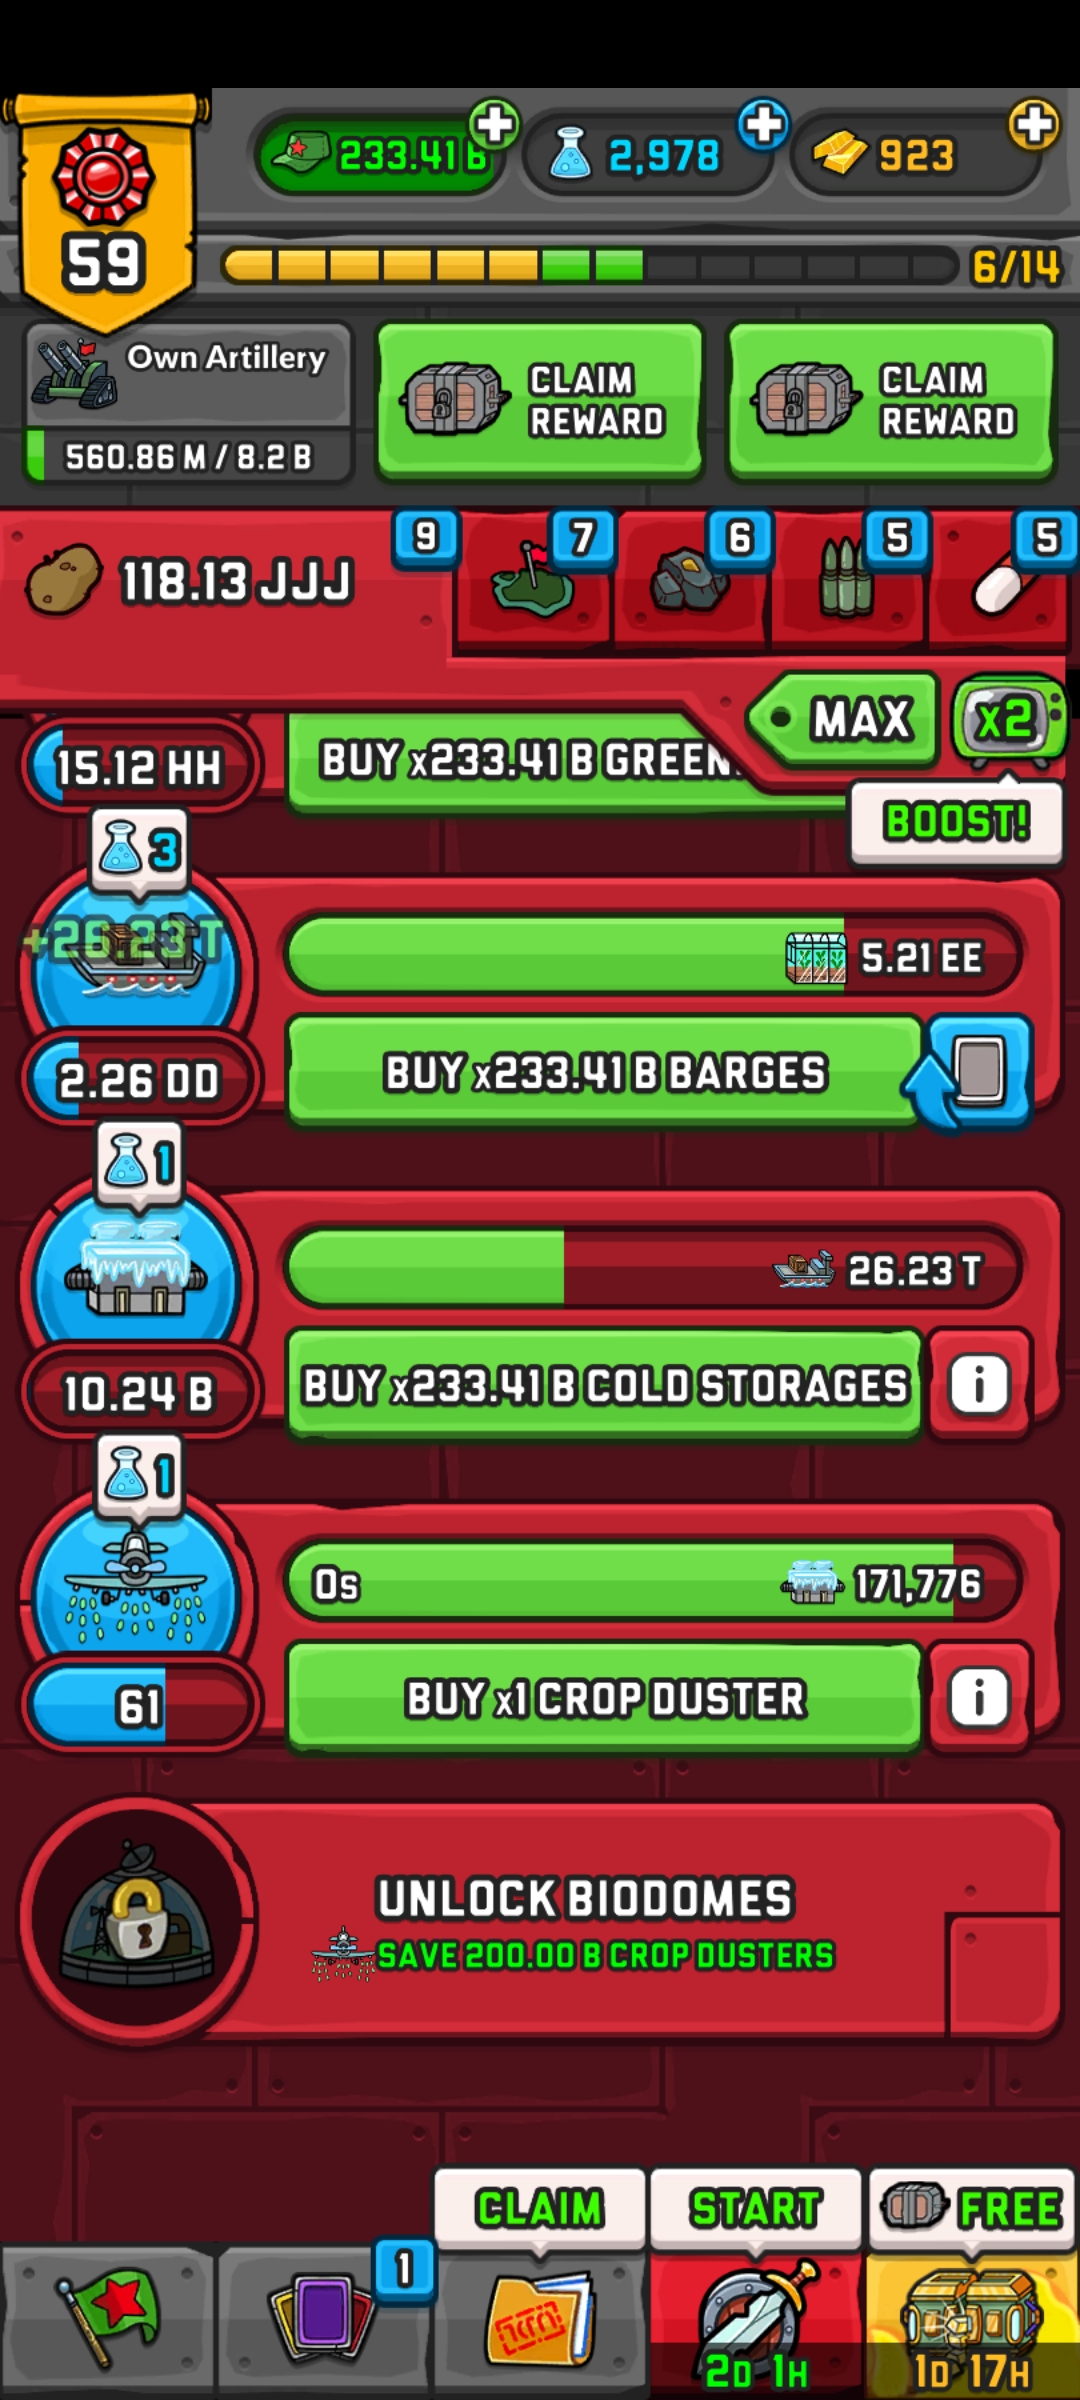 233.41 B
2,978
923
59
6/14
Own Artillery
560.86 M / 8.2 B
CLAIM
REWARD
CLAIM
REWARD
118.13 JJJ
9
7
6
5
5
MAX
x2
BOOST!
15.12 HH
BUY x233.41 B GREEN
3
+26.23 T
5.21 EE
2.26 DD
BUY x233.41 B BARGES
1
26.23 T
10.24 B
BUY x233.41 B COLD STORAGES
i
1
0s
171,776
61
BUY x1 CROP DUSTER
i
UNLOCK BIODOMES
SAVE 200.00 B CROP DUSTERS
CLAIM
START
FREE
1
2D 1H
1D 17H